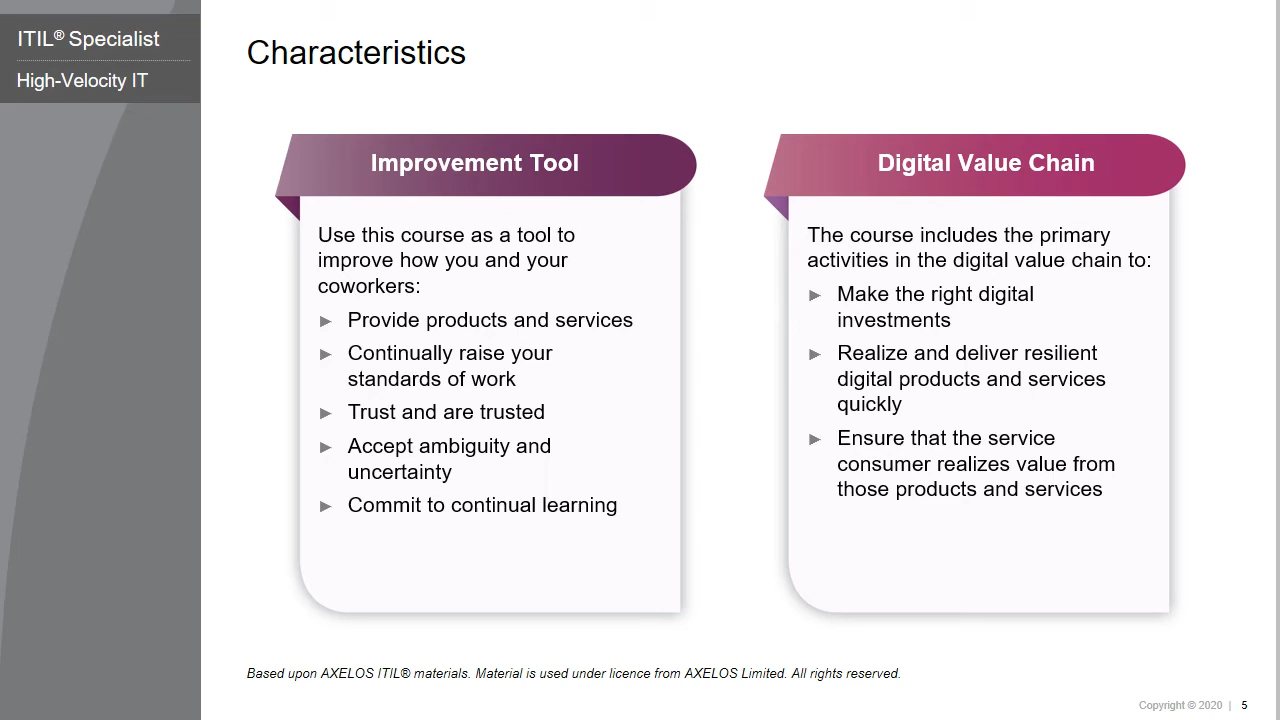 ITIL® Specialist
High-Velocity IT
Characteristics
Improvement Tool
Use this course as a tool to
improve how you and your
coworkers:
► Provide products and services
► Continually raise your
standards of work
► Trust and are trusted
► Accept ambiguity and
uncertainty
► Commit to continual learning
Digital Value Chain
The course includes the primary
activities in the digital value chain to:
► Make the right digital
investments
► Realize and deliver resilient
digital products and services
quickly
► Ensure that the service
consumer realizes value from
those products and services
Based upon AXELOS ITIL® materials. Material is used under licence from AXELOS Limited. All rights reserved.
Copyright © 2020 | 5